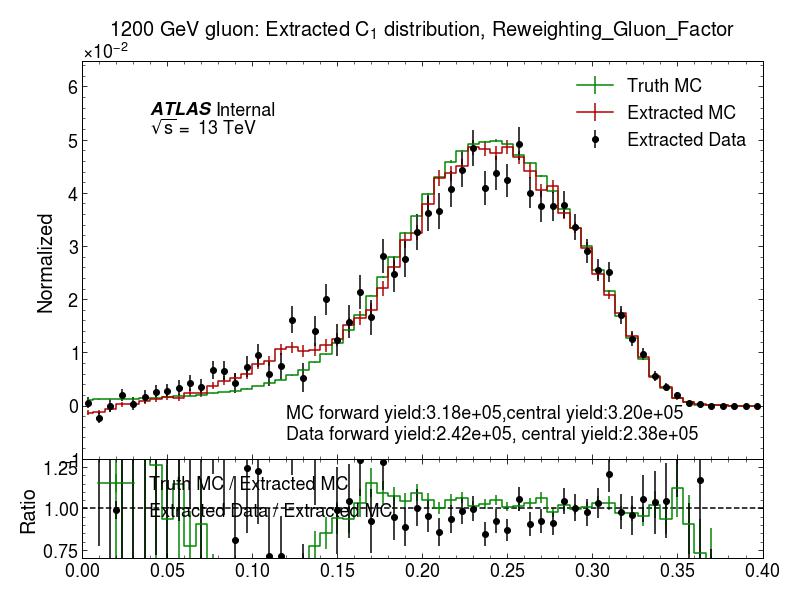 1200 GeV gluon: Extracted C₁ distribution, Reweighting_Gluon_Factor
×10⁻²
ATLAS Internal
√s = 13 TeV
Truth MC
Extracted MC
Extracted Data
Normalized
6
5
4
3
2
1
0
MC forward yield:3.18e+05,central yield:3.20e+05
Data forward yield:2.42e+05, central yield:2.38e+05
1
Ratio
1.25
1.00
0.75
Truth MC / Extracted MC
Extracted Data / Extracted MC
0.00 0.05 0.10 0.15 0.20 0.25 0.30 0.35 0.40